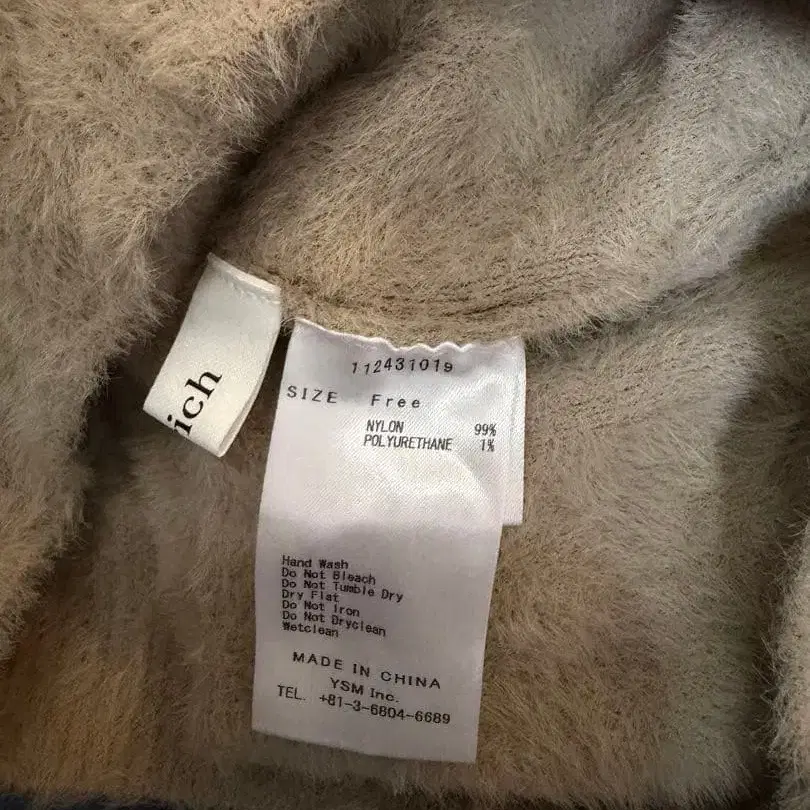 ich
112431019
SIZE Free
NYLON 99%
POLYURETHANE 1%
Hand Wash
Do Not Bleach
Do Not Tumble Dry
Dry Flat
Do Not Iron
Do Not Dryclean
Wetclean
MADE IN CHINA
YSM Inc.
TEL. +81-3-6804-6689